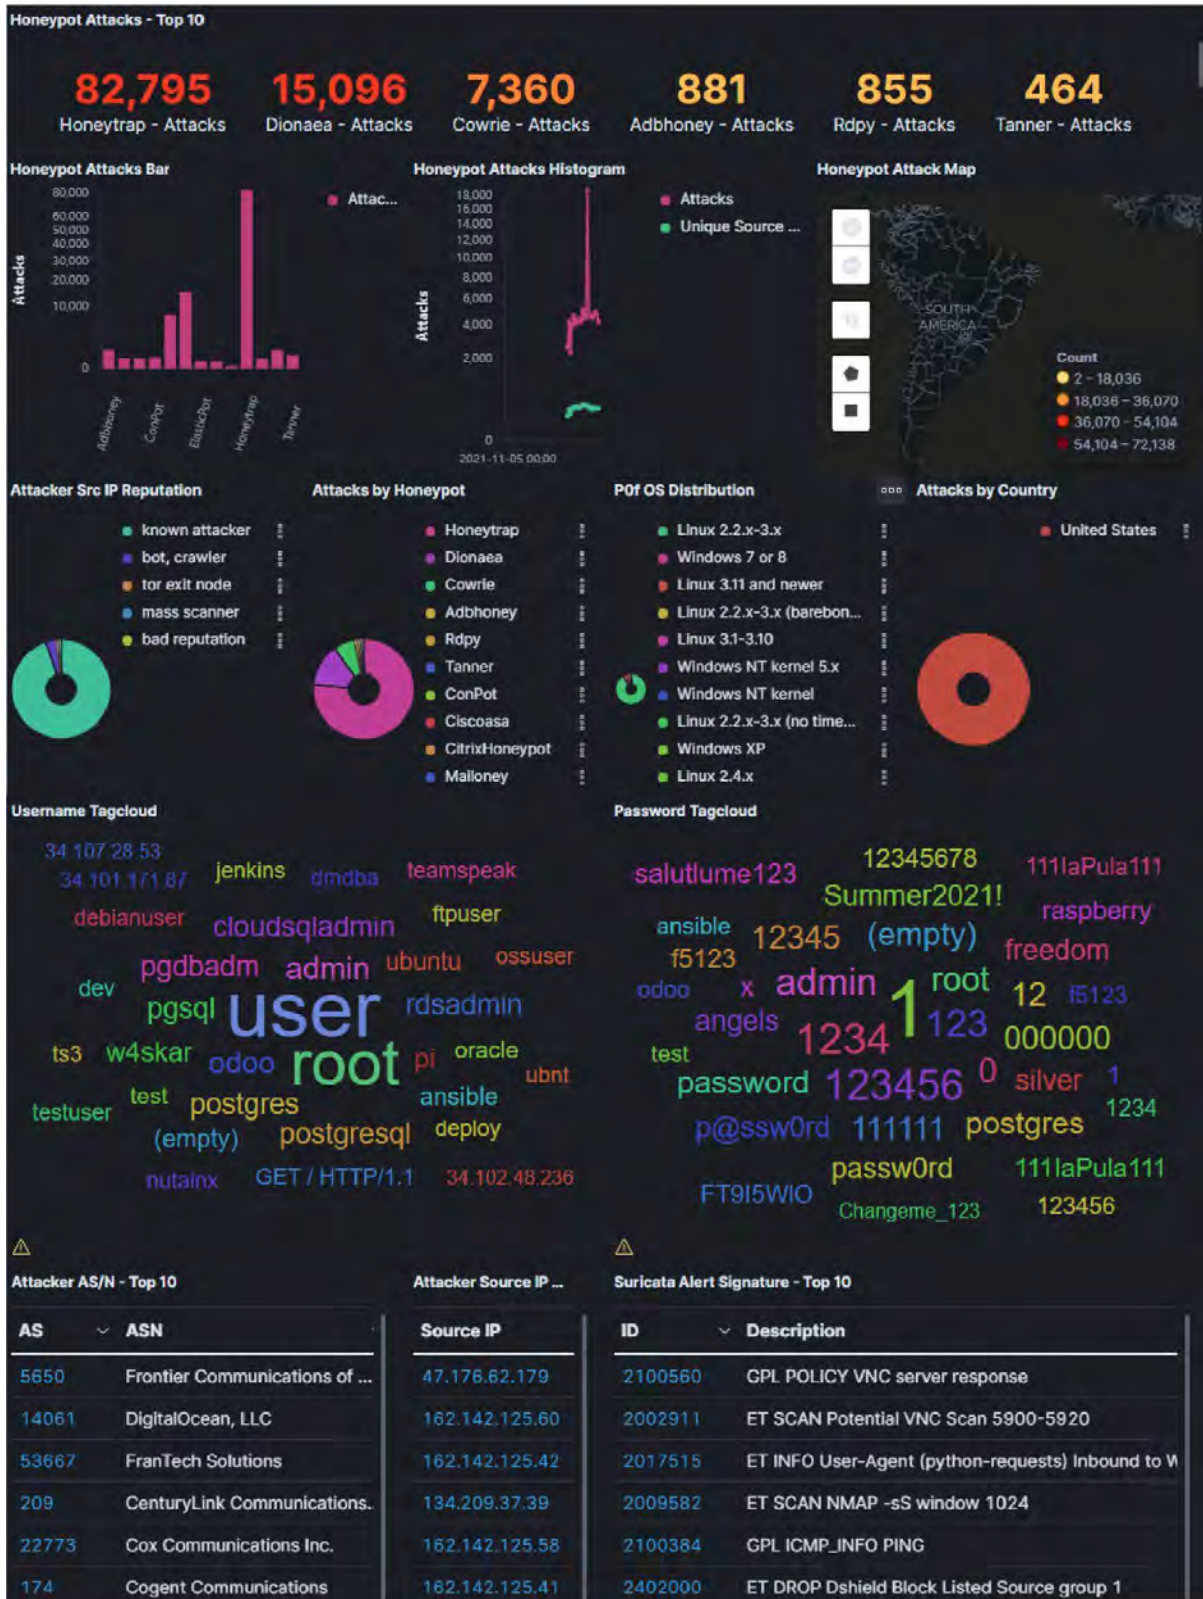 Honeypot Attacks - Top 10
82,795 15,096 7,360 881 855 464
Honeytrap - Attacks Dionaea - Attacks Cowrie - Attacks Adbhoney - Attacks Rdpy - Attacks Tanner - Attacks
Honeypot Attacks Bar
80,000
60,000
50,000
40,000
30,000
20,000
10,000
0
Attacks
Adbhoney
ConPot
ElasticPot
Honeytrap
Tanner
Attac...
Honeypot Attacks Histogram
18,000
16,000
14,000
12,000
10,000
8,000
6,000
4,000
2,000
0
Attacks
2021-11-05 00:00
Attacks
Unique Source ...
Honeypot Attack Map
SOUTH
AMERICA
Count
2 – 18,036
18,036 – 36,070
36,070 – 54,104
54,104 – 72,138
Attacker Src IP Reputation
known attacker
bot, crawler
tor exit node
mass scanner
bad reputation
Attacks by Honeypot
Honeytrap
Dionaea
Cowrie
Adbhoney
Rdpy
Tanner
ConPot
Ciscoasa
CitrixHoneypot
Mailoney
P0f OS Distribution
Linux 2.2.x-3.x
Windows 7 or 8
Linux 3.11 and newer
Linux 2.2.x-3.x (barebon...
Linux 3.1-3.10
Windows NT kernel 5.x
Windows NT kernel
Linux 2.2.x-3.x (no time...
Windows XP
Linux 2.4.x
Attacks by Country
United States
Username Tagcloud
34.107.28.53
34.101.171.87
jenkins
dmdba
teamspeak
debianuser
cloudsqladmin
ftpuser
pgdbadm
admin
ubuntu
ossuser
dev
pgsql
user
rdsadmin
ts3
w4skar
odoo
root
pi
oracle
ubnt
testuser
test
postgres
ansible
(empty)
postgresql
deploy
nutainx
GET / HTTP/1.1
34.102.48.236
Password Tagcloud
salutlume123
12345678
111laPula111
Summer2021!
raspberry
ansible
12345
(empty)
freedom
f5123
odoo
x
admin
1
root
12
f5123
angels
1234
123
000000
test
password
123456
0
silver
1
1234
p@ssw0rd
111111
postgres
passw0rd
111laPula111
FT9I5WIO
Changeme_123
123456
Attacker AS/N - Top 10
AS ASN
5650 Frontier Communications of ...
14061 DigitalOcean, LLC
53667 FranTech Solutions
209 CenturyLink Communications..
22773 Cox Communications Inc.
174 Cogent Communications
Attacker Source IP ...
Source IP
47.176.62.179
162.142.125.60
162.142.125.42
134.209.37.39
162.142.125.58
162.142.125.41
Suricata Alert Signature - Top 10
ID Description
2100560 GPL POLICY VNC server response
2002911 ET SCAN Potential VNC Scan 5900-5920
2017515 ET INFO User-Agent (python-requests) Inbound to W
2009582 ET SCAN NMAP -sS window 1024
2100384 GPL ICMP_INFO PING
2402000 ET DROP Dshield Block Listed Source group 1